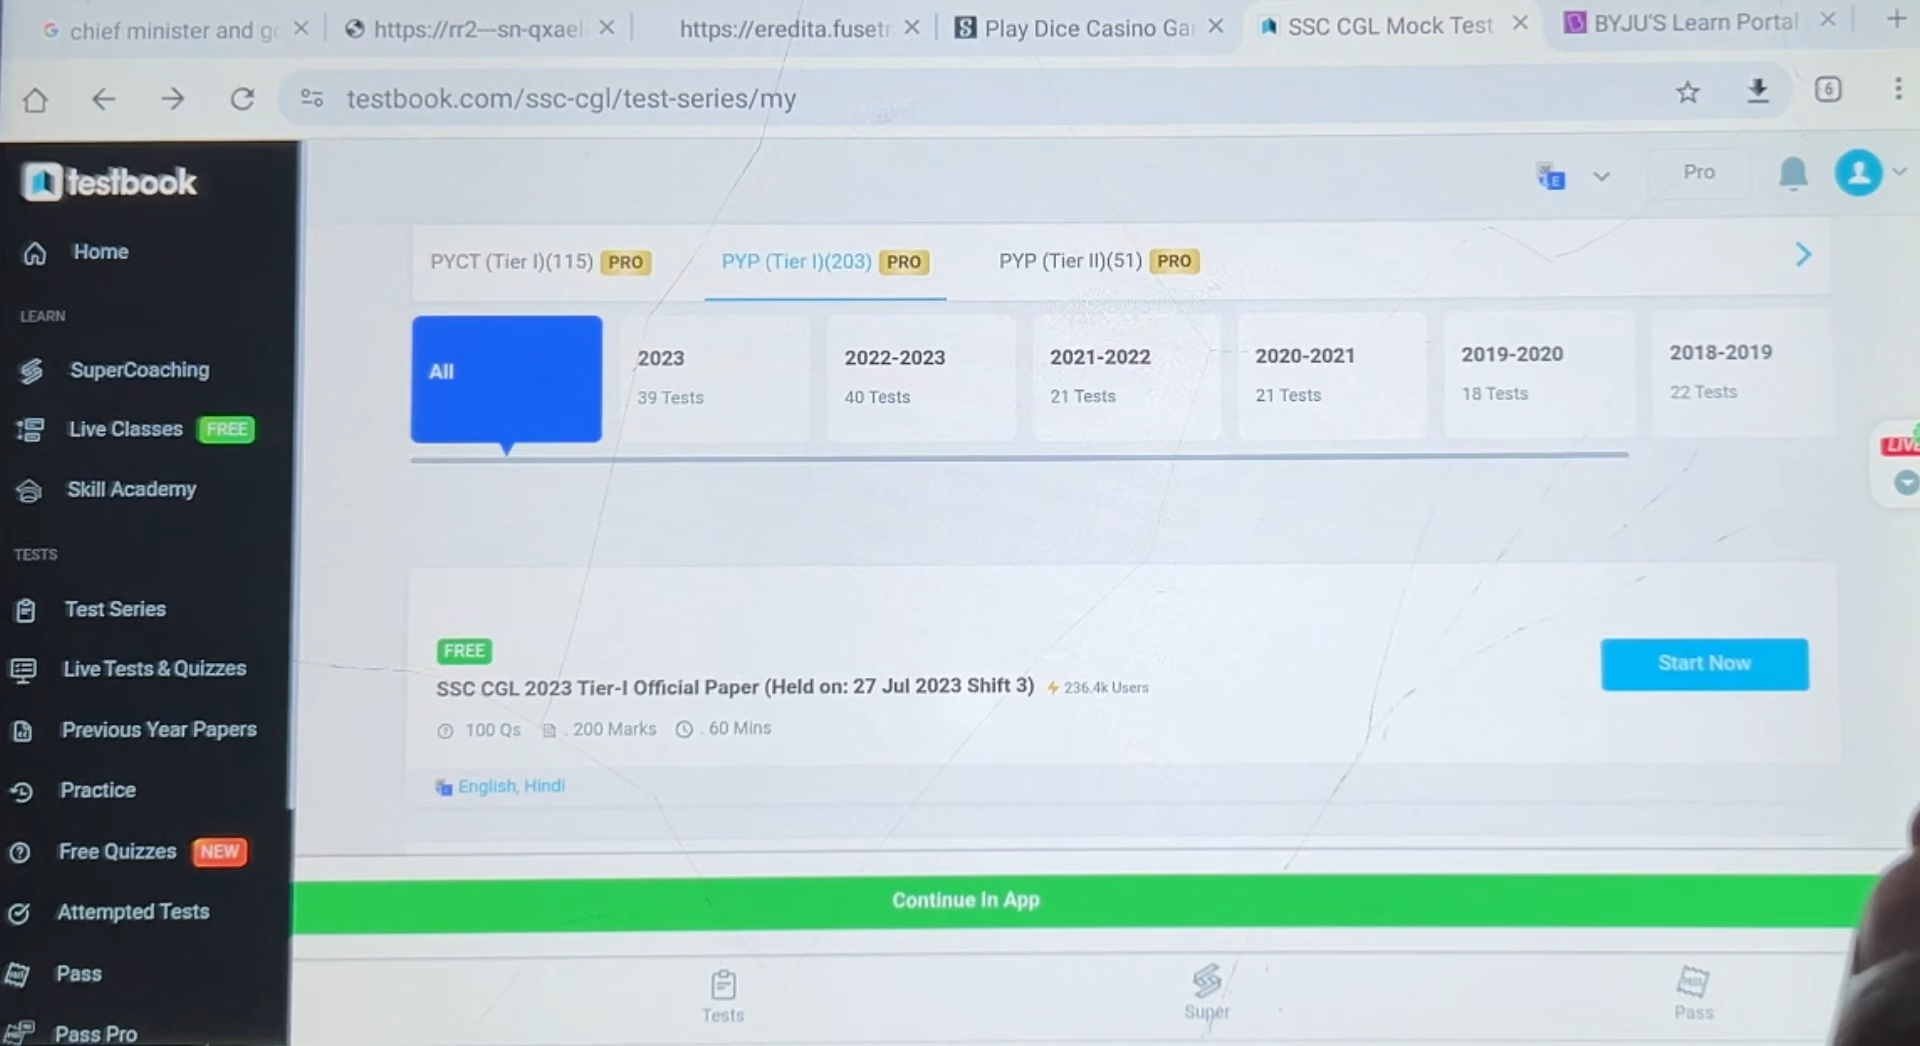 chief minister and g
https://rr2---sn-qxael
https://eredita.fusetr
Play Dice Casino Ga
SSC CGL Mock Test
BYJU'S Learn Portal
testbook.com/ssc-cgl/test-series/my
6
testbook
E
Pro
Home
PYCT (Tier I)(115) PRO
PYP (Tier I)(203) PRO
PYP (Tier II)(51) PRO
LEARN
SuperCoaching
Live Classes FREE
Skill Academy
All
2023
39 Tests
2022-2023
40 Tests
2021-2022
21 Tests
2020-2021
21 Tests
2019-2020
18 Tests
2018-2019
22 Tests
LIVE
TESTS
Test Series
Live Tests & Quizzes
Previous Year Papers
Practice
Free Quizzes NEW
Attempted Tests
Pass
Pass Pro
FREE
SSC CGL 2023 Tier-I Official Paper (Held on: 27 Jul 2023 Shift 3) 236.4k Users
100 Qs . 200 Marks . 60 Mins
English, Hindi
Start Now
Continue In App
Tests
Super
Pass